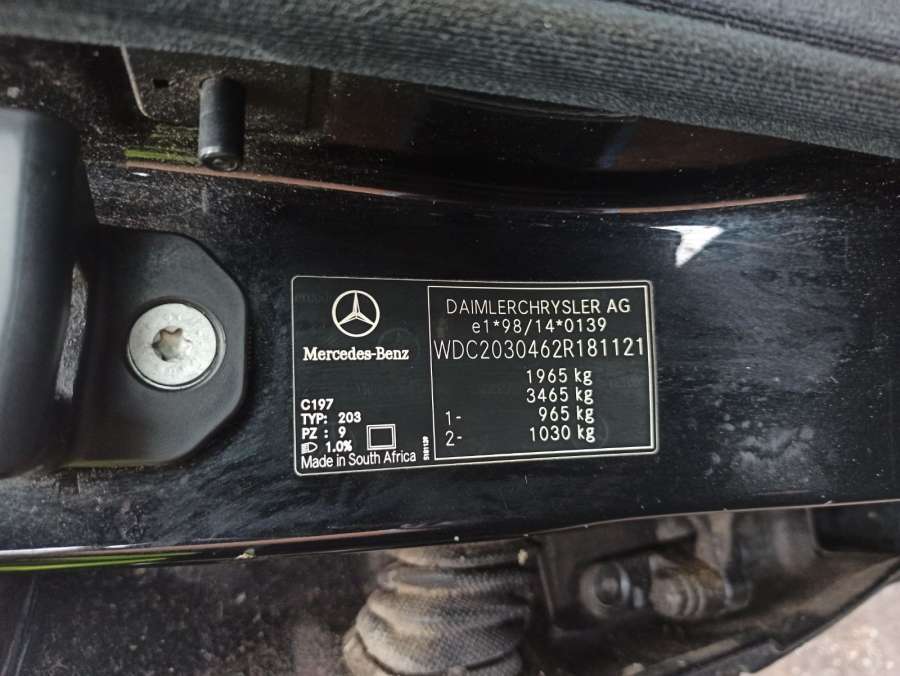 Mercedes-Benz
C197
TYP: 203
PZ : 9
1.0%
Made in South Africa
DAIMLERCHRYSLER AG
e1*98/14*0139
WDC2030462R181121
1965 kg
3465 kg
1- 965 kg
2- 1030 kg